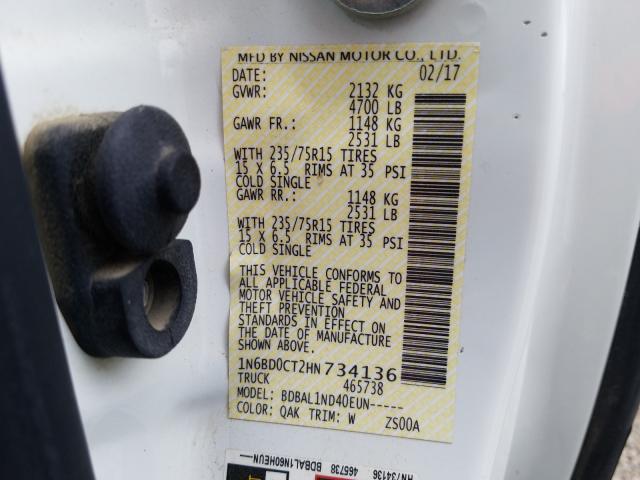 MFD BY NISSAN MOTOR CO., LTD.
DATE: 02/17
GVWR: 2132 KG
4700 LB
GAWR FR.: 1148 KG
2531 LB
WITH 235/75R15 TIRES
15 X 6.5 RIMS AT 35 PSI
COLD SINGLE
GAWR RR.: 1148 KG
2531 LB
WITH 235/75R15 TIRES
15 X 6.5 RIMS AT 35 PSI
COLD SINGLE
THIS VEHICLE CONFORMS TO
ALL APPLICABLE FEDERAL
MOTOR VEHICLE SAFETY AND
THEFT PREVENTION
STANDARDS IN EFFECT ON
THE DATE OF MANUFACTURE
SHOWN ABOVE.
1N6BD0CT2HN734136
TRUCK 465738
MODEL: BDBAL1ND40EUN-----
COLOR: QAK TRIM: W ZS00A
HN734136 465738 BDBAL1N60HEUN